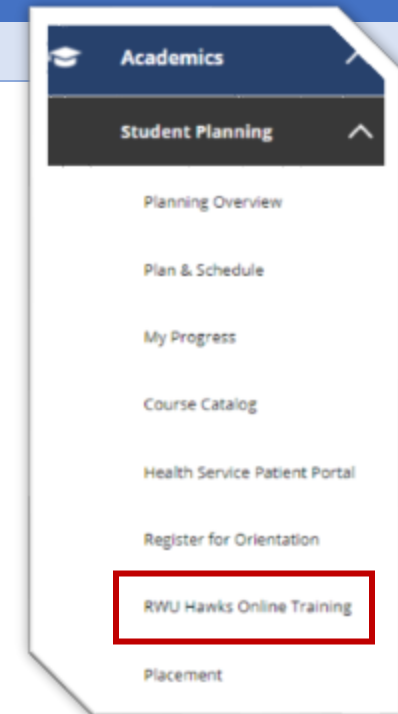 Academics
Student Planning
Planning Overview
Plan & Schedule
My Progress
Course Catalog
Health Service Patient Portal
Register for Orientation
RWU Hawks Online Training
Placement